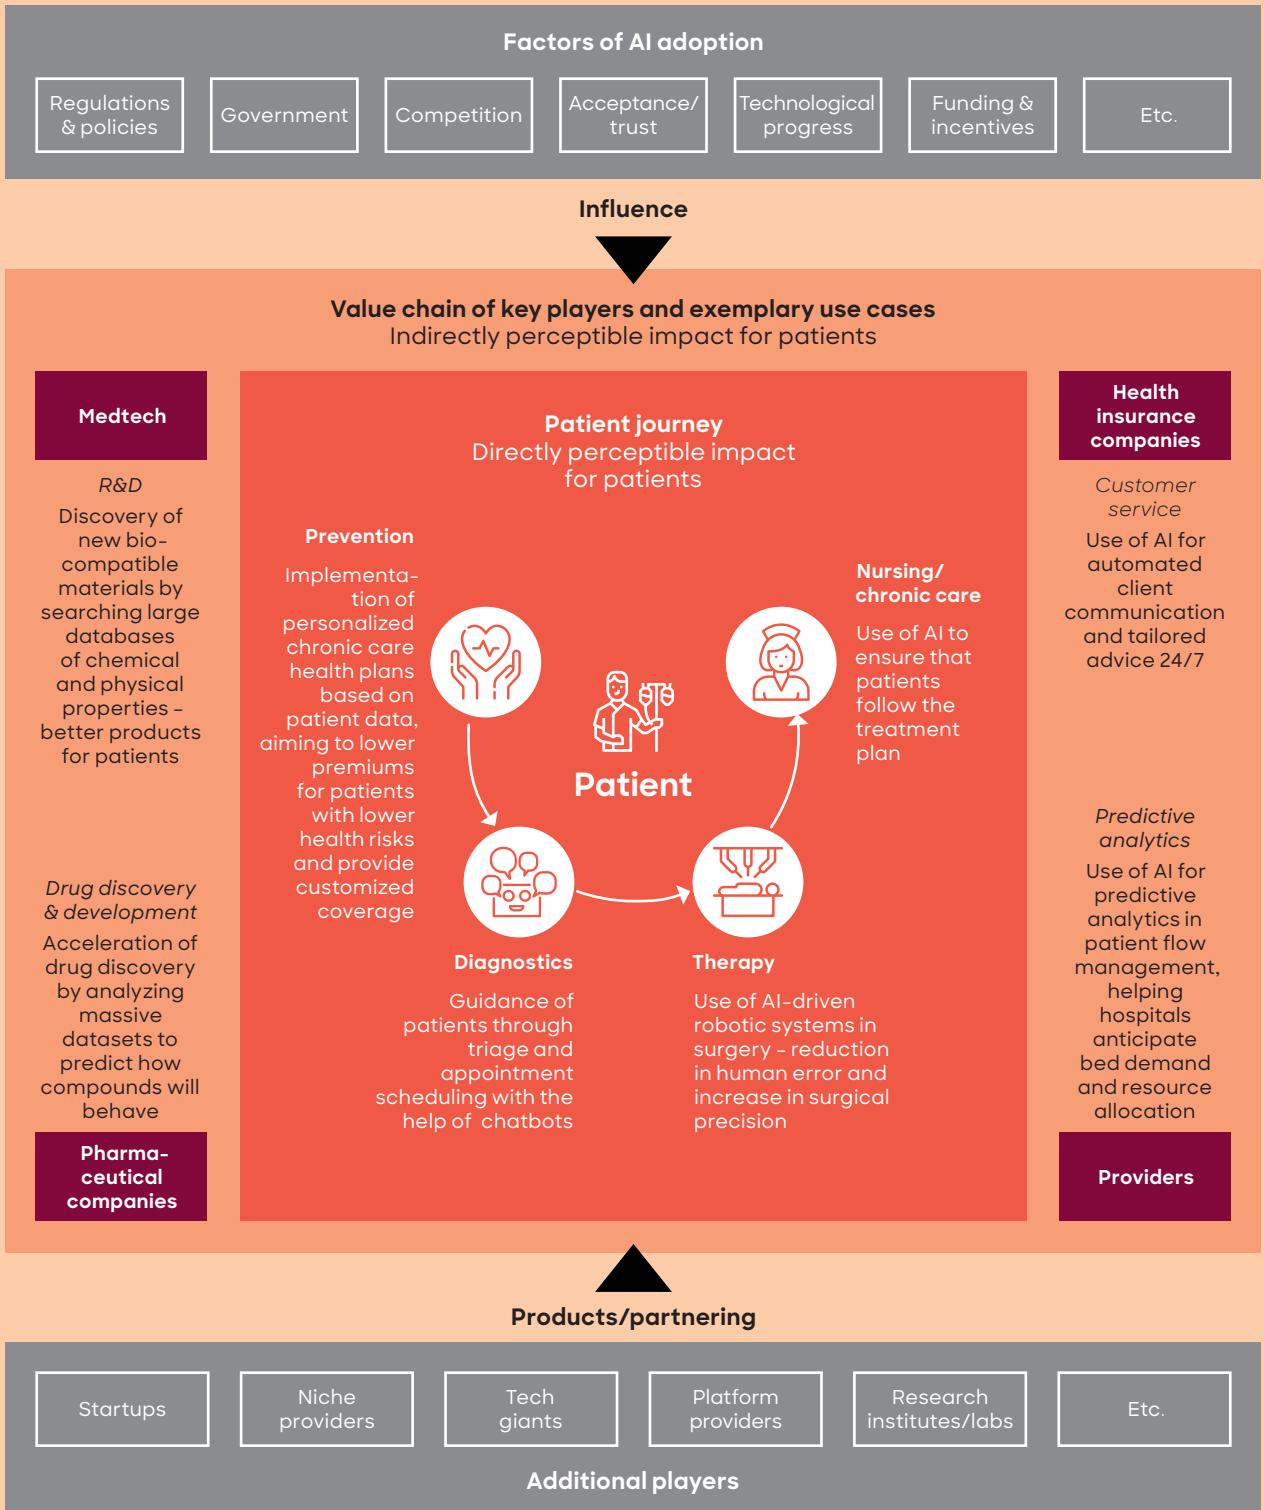 Factors of AI adoption
Regulations
& policies
Government
Competition
Acceptance/
trust
Technological
progress
Funding &
incentives
Etc.
Influence
Value chain of key players and exemplary use cases
Indirectly perceptible impact for patients
Medtech
R&D
Discovery of
new bio-
compatible
materials by
searching large
databases
of chemical
and physical
properties –
better products
for patients
Drug discovery
& development
Acceleration of
drug discovery
by analyzing
massive
datasets to
predict how
compounds will
behave
Pharma-
ceutical
companies
Patient journey
Directly perceptible impact
for patients
Prevention
Implementa-
tion of
personalized
chronic care
health plans
based on
patient data,
aiming to lower
premiums
for patients
with lower
health risks
and provide
customized
coverage
Patient
Diagnostics
Guidance of
patients through
triage and
appointment
scheduling with the
help of chatbots
Therapy
Use of AI-driven
robotic systems in
surgery – reduction
in human error and
increase in surgical
precision
Nursing/
chronic care
Use of AI to
ensure that
patients
follow the
treatment
plan
Health
insurance
companies
Customer
service
Use of AI for
automated
client
communication
and tailored
advice 24/7
Predictive
analytics
Use of AI for
predictive
analytics in
patient flow
management,
helping
hospitals
anticipate
bed demand
and resource
allocation
Providers
Products/partnering
Startups
Niche
providers
Tech
giants
Platform
providers
Research
institutes/labs
Etc.
Additional players